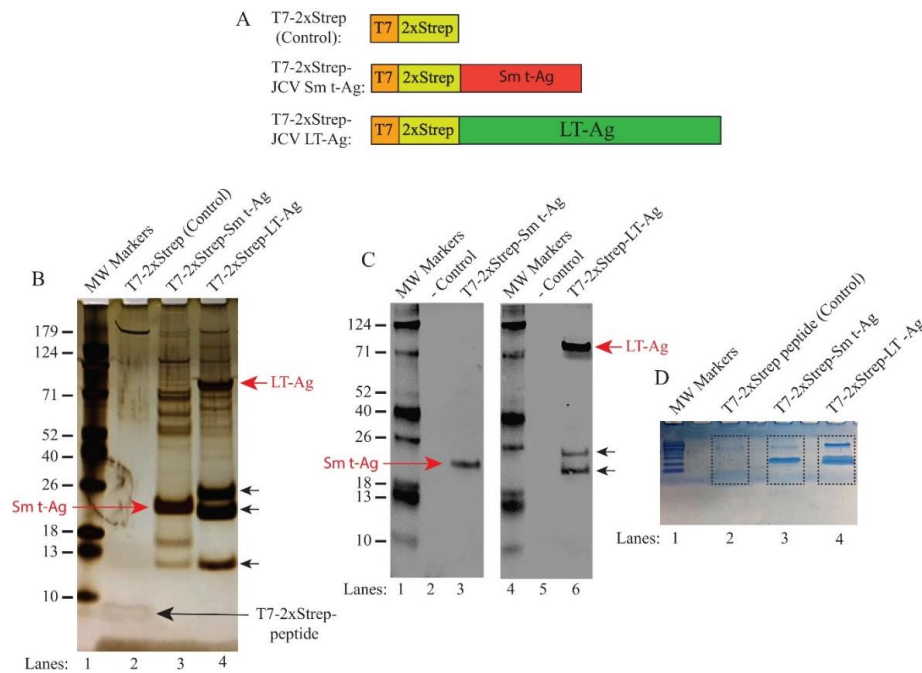 A
T7-2xStrep
(Control):
T7 2xStrep
T7-2xStrep-
JCV Sm t-Ag:
T7 2xStrep Sm t-Ag
T7-2xStrep-
JCV LT-Ag:
T7 2xStrep LT-Ag
B
MW Markers
T7-2xStrep (Control)
T7-2xStrep-Sm t-Ag
T7-2xStrep-LT-Ag
179
124
71
52
40
26
18
13
10
LT-Ag
Sm t-Ag
T7-2xStrep-
peptide
Lanes: 1 2 3 4
C
MW Markers
- Control
T7-2xStrep-Sm t-Ag
MW Markers
- Control
T7-2xStrep-LT-Ag
124
71
52
40
26
18
13
10
LT-Ag
Sm t-Ag
Lanes: 1 2 3 4 5 6
D
MW Markers
T7-2xStrep peptide (Control)
T7-2xStrep-Sm t-Ag
T7-2xStrep-LT -Ag
Lanes: 1 2 3 4